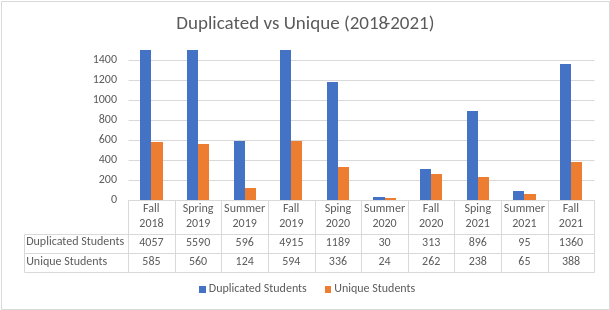 Duplicated vs Unique (2018-2021)
1400
1200
1000
800
600
400
200
0
Fall Spring Summer Fall Sping Summer Fall Sping Summer Fall
2018 2019 2019 2019 2020 2020 2020 2021 2021 2021
Duplicated Students 4057 5590 596 4915 1189 30 313 896 95 1360
Unique Students 585 560 124 594 336 24 262 238 65 388
Duplicated Students Unique Students